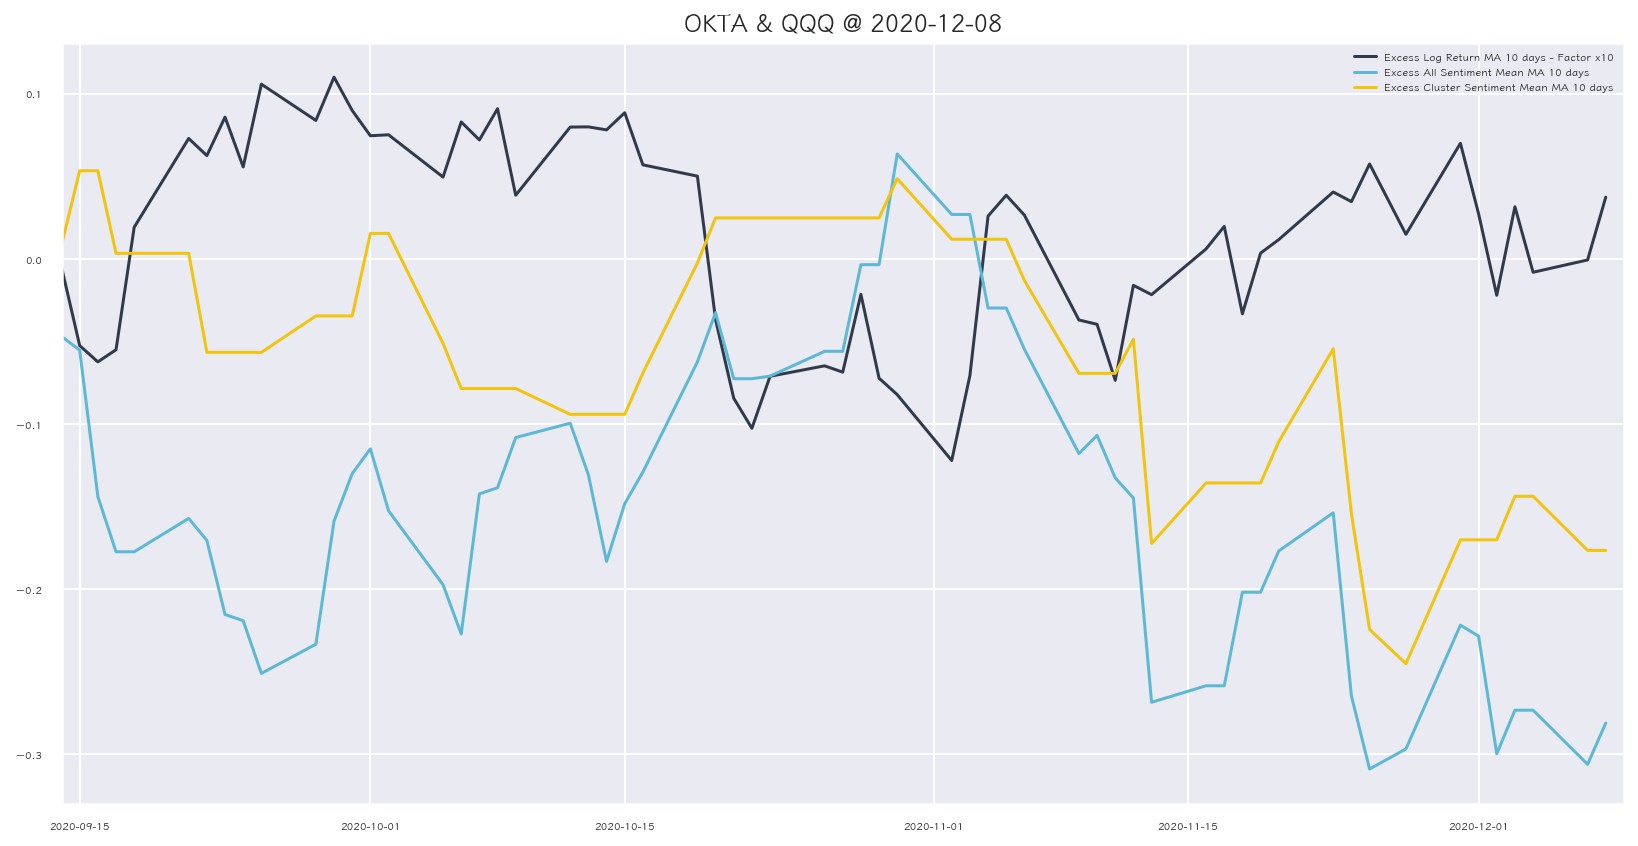 OKTA & QQQ @ 2020-12-08
Excess Log Return MA 10 days - Factor x10
Excess All Sentiment Mean MA 10 days
Excess Cluster Sentiment Mean MA 10 days
0.1
0.0
−0.1
−0.2
−0.3
2020-09-15 2020-10-01 2020-10-15 2020-11-01 2020-11-15 2020-12-01